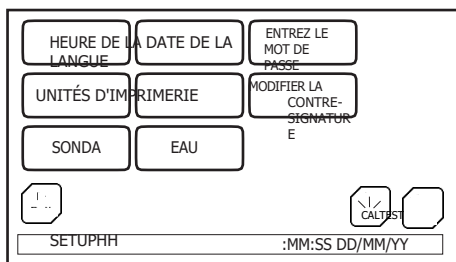 HEURE DE LA DATE DE LA
LANGUE
ENTREZ LE
MOT DE
PASSE
UNITÉS D'IMPRIMERIE
MODIFIER LA
CONTRE-
SIGNATUR
E
SONDA
EAU
CALTEST
SETUPHH
:MM:SS DD/MM/YY